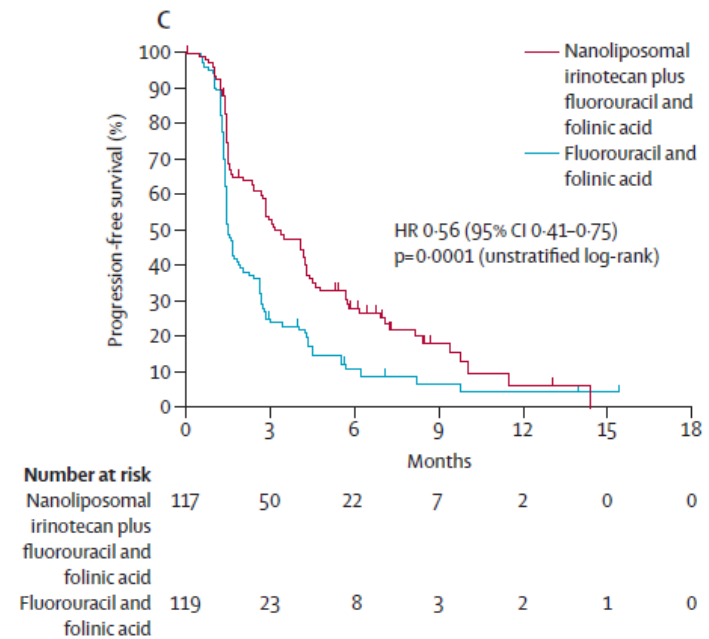 C
Progression-free survival (%)
100
90
80
70
60
50
40
30
20
10
0
Nanoliposomal
irinotecan plus
fluorouracil and
folinic acid
Fluorouracil and
folinic acid
HR 0·56 (95% CI 0·41–0·75)
p=0·0001 (unstratified log-rank)
0 3 6 9 12 15 18
Months
Number at risk
Nanoliposomal 117 50 22 7 2 0 0
irinotecan plus
fluorouracil and
folinic acid
Fluorouracil and 119 23 8 3 2 1 0
folinic acid